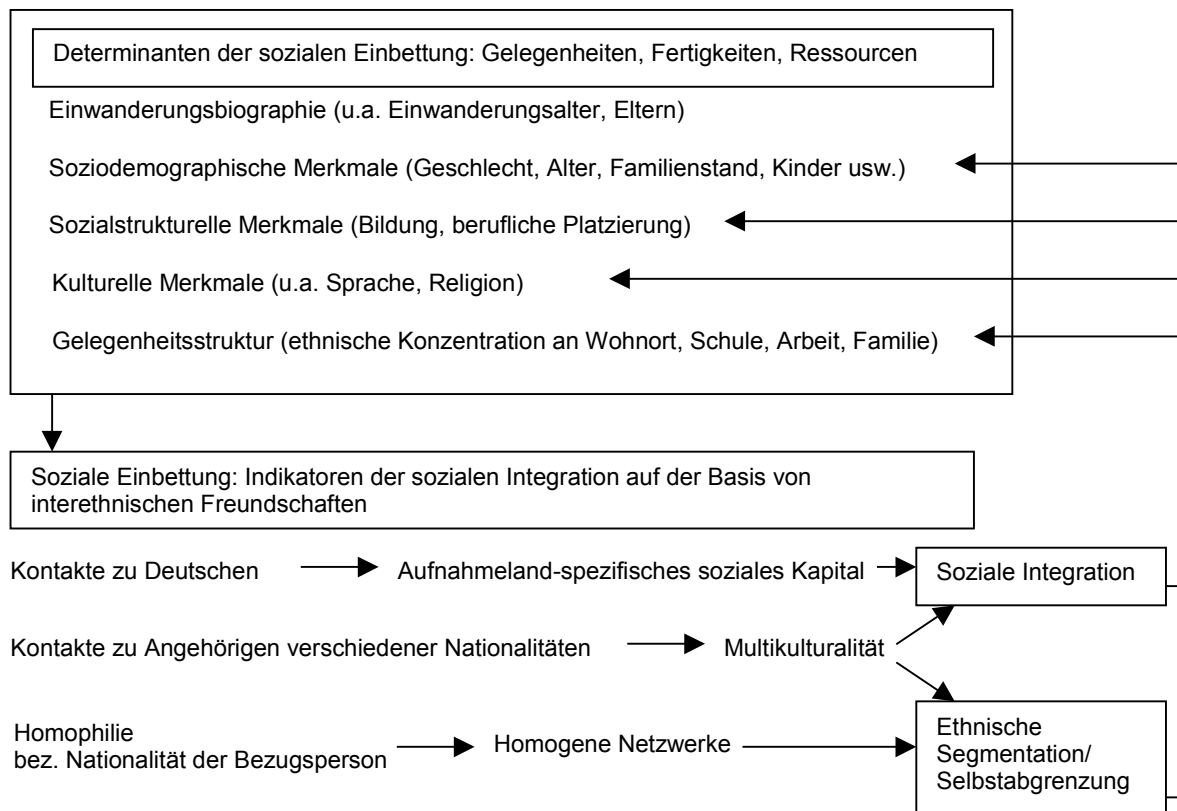 Determinanten der sozialen Einbettung: Gelegenheiten, Fertigkeiten, Ressourcen
Einwanderungsbiographie (u.a. Einwanderungsalter, Eltern)
Soziodemographische Merkmale (Geschlecht, Alter, Familienstand, Kinder usw.)
Sozialstrukturelle Merkmale (Bildung, berufliche Platzierung)
Kulturelle Merkmale (u.a. Sprache, Religion)
Gelegenheitsstruktur (ethnische Konzentration an Wohnort, Schule, Arbeit, Familie)
Soziale Einbettung: Indikatoren der sozialen Integration auf der Basis von
interethnischen Freundschaften
Kontakte zu Deutschen
Aufnahmeland-spezifisches soziales Kapital
Soziale Integration
Kontakte zu Angehörigen verschiedener Nationalitäten
Multikulturalität
Homophilie
bez. Nationalität der Bezugsperson
Homogene Netzwerke
Ethnische
Segmentation/
Selbstabgrenzung